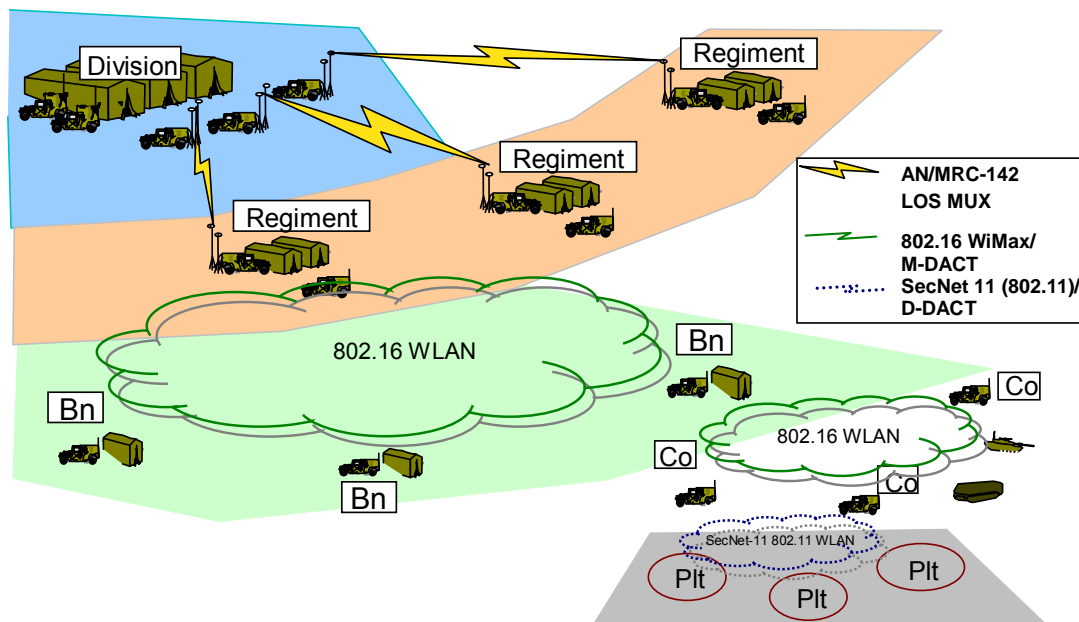 Division
Regiment
Regiment
Regiment
AN/MRC-142
LOS MUX
802.16 WiMax/
M-DACT
SecNet 11 (802.11)/
D-DACT
802.16 WLAN
Bn
Bn
Bn
Co
802.16 WLAN
Co
Co
SecNet-11 802.11 WLAN
Plt
Plt
Plt